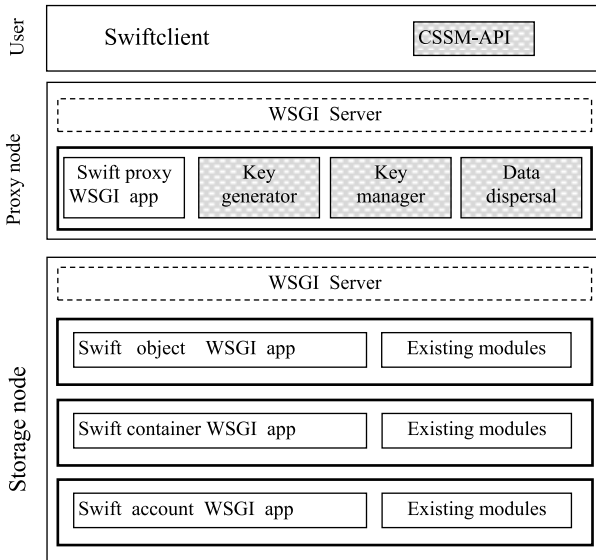 User
Swiftclient
CSSM-API
Proxy node
WSGI Server
Swift proxy
WSGI app
Key
generator
Key
manager
Data
dispersal
Storage node
WSGI Server
Swift object WSGI app
Existing modules
Swift container WSGI app
Existing modules
Swift account WSGI app
Existing modules